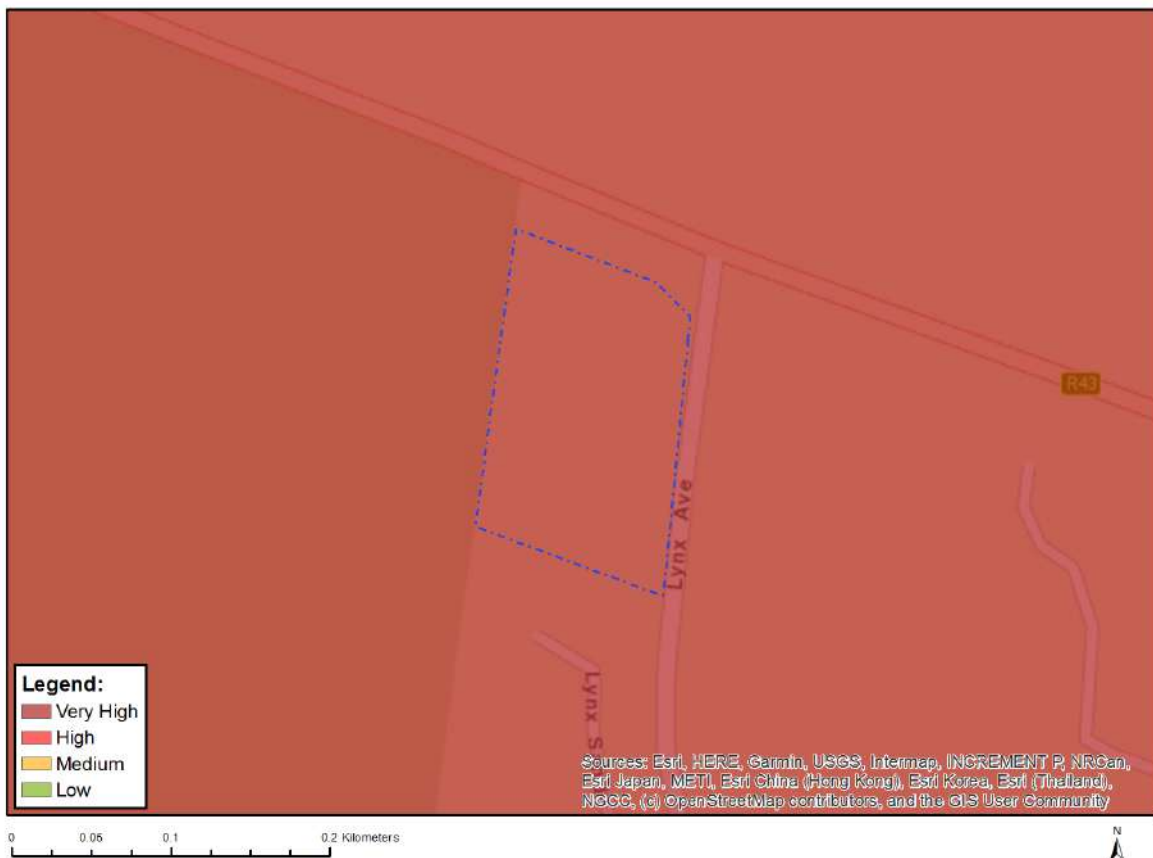 R43
Lynx Ave
Lynx S
Legend:
Very High
High
Medium
Low
Sources: Esri, HERE, Garmin, USGS, Intermap, INCREMENT P, NRCan,
Esri Japan, METI, Esri China (Hong Kong), Esri Korea, Esri (Thailand),
NGCC, (c) OpenStreetMap contributors, and the GIS User Community
0 0.05 0.1 0.2 Kilometers
N